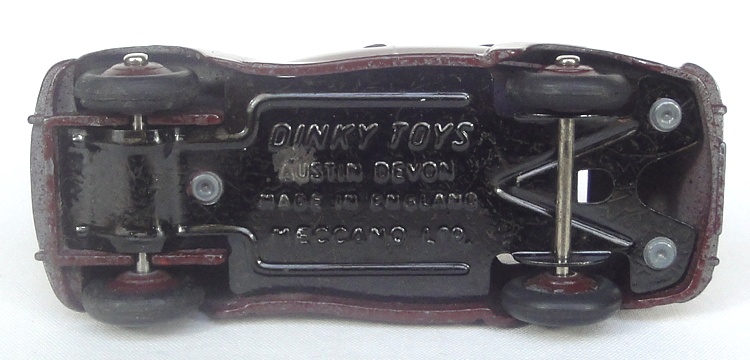 DINKY TOYS
AUSTIN DEVON
MADE IN ENGLAND
MECCANO LTD.